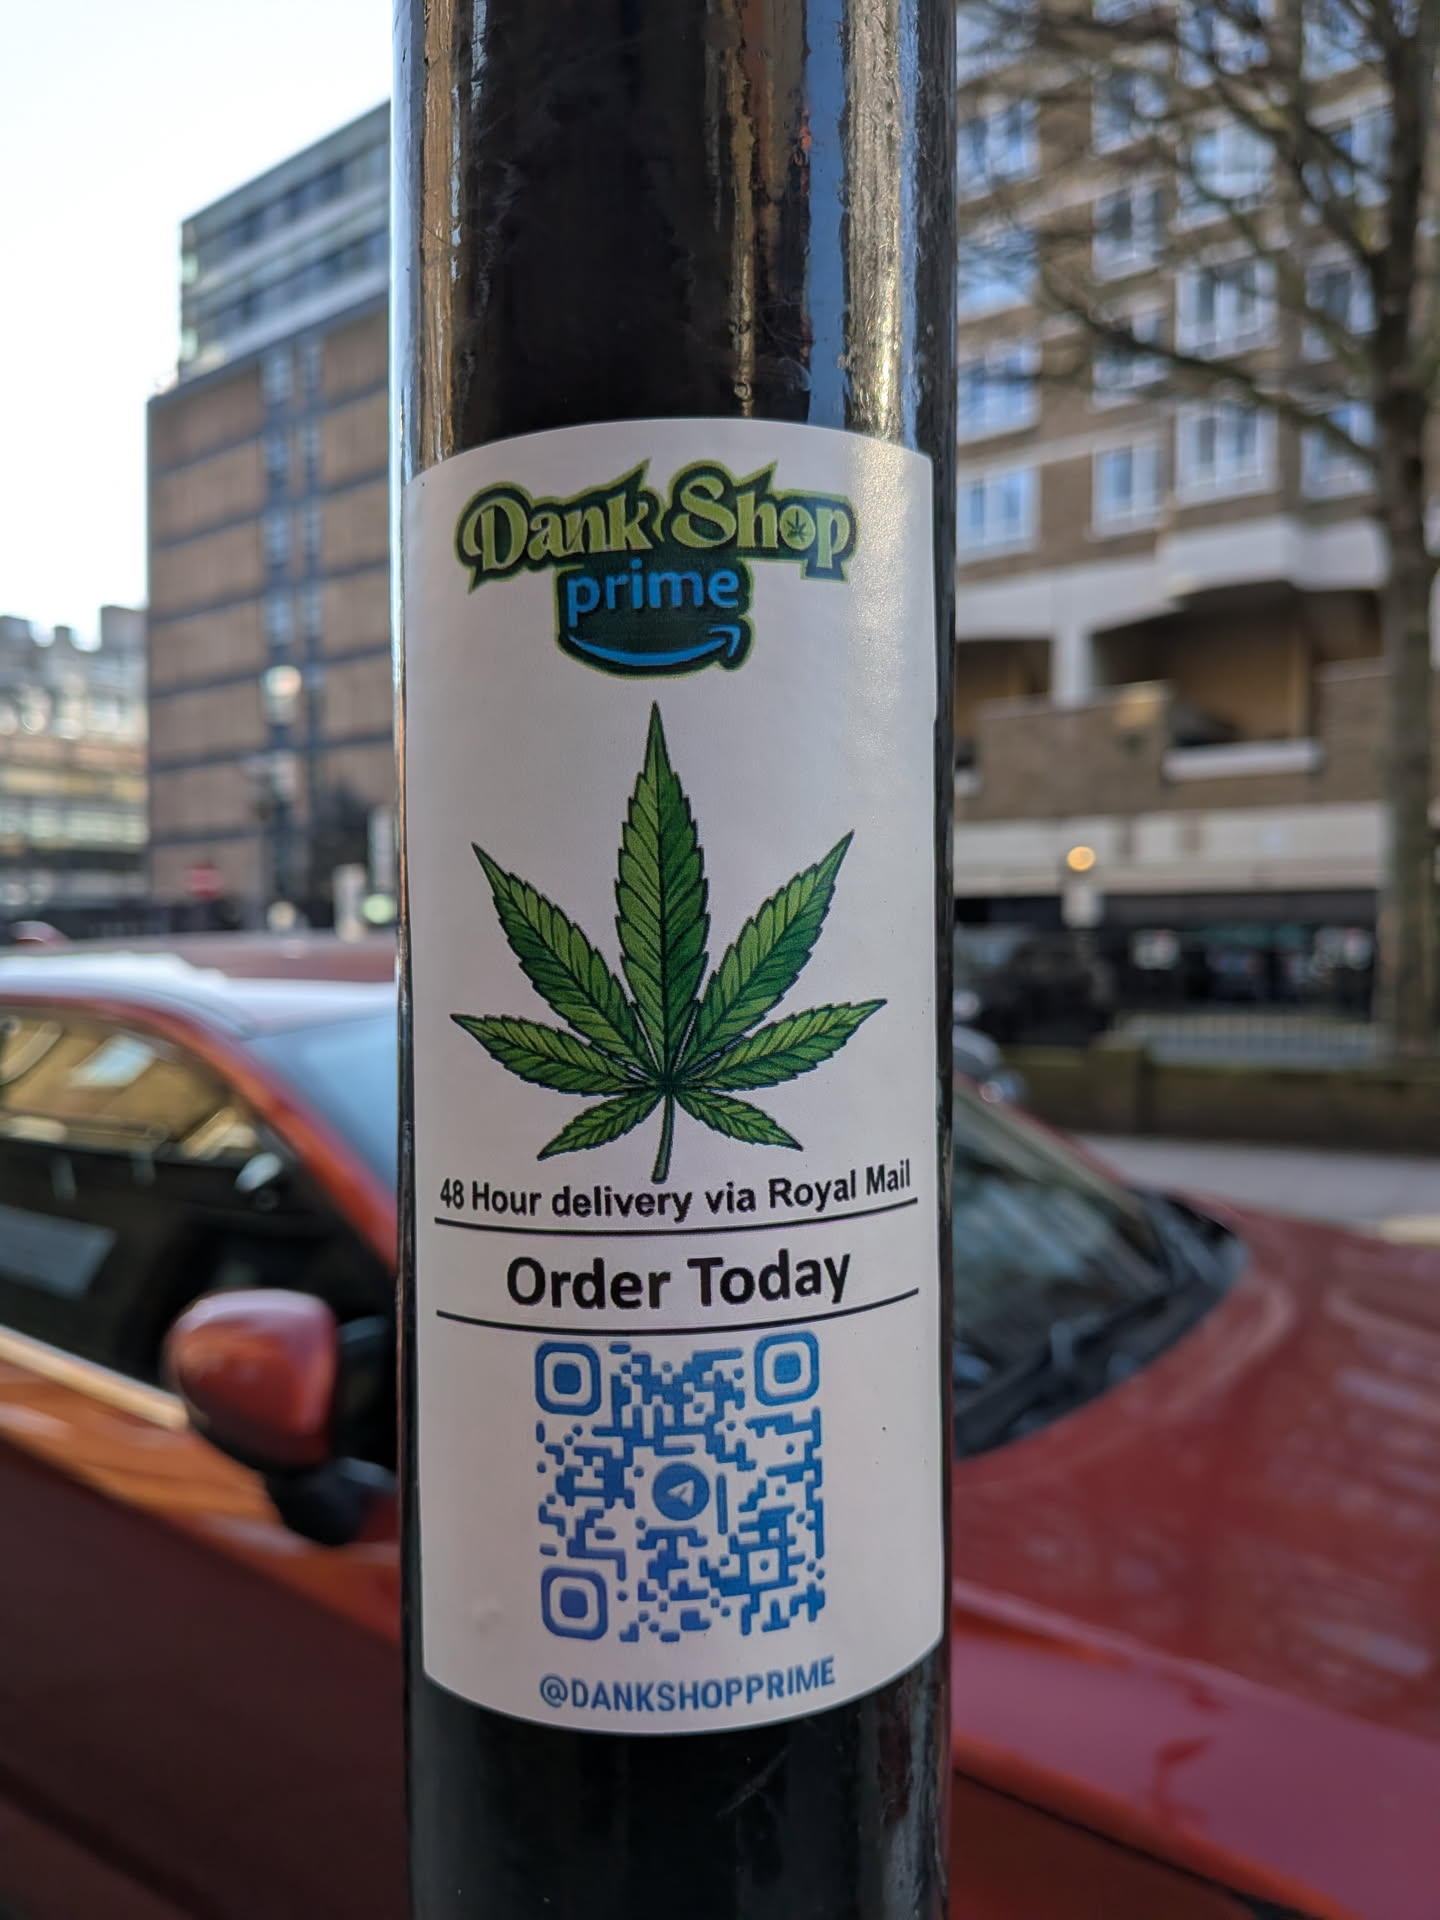 Dank Shop
prime
48 Hour delivery via Royal Mail
Order Today
@DANKSHOPPRIME